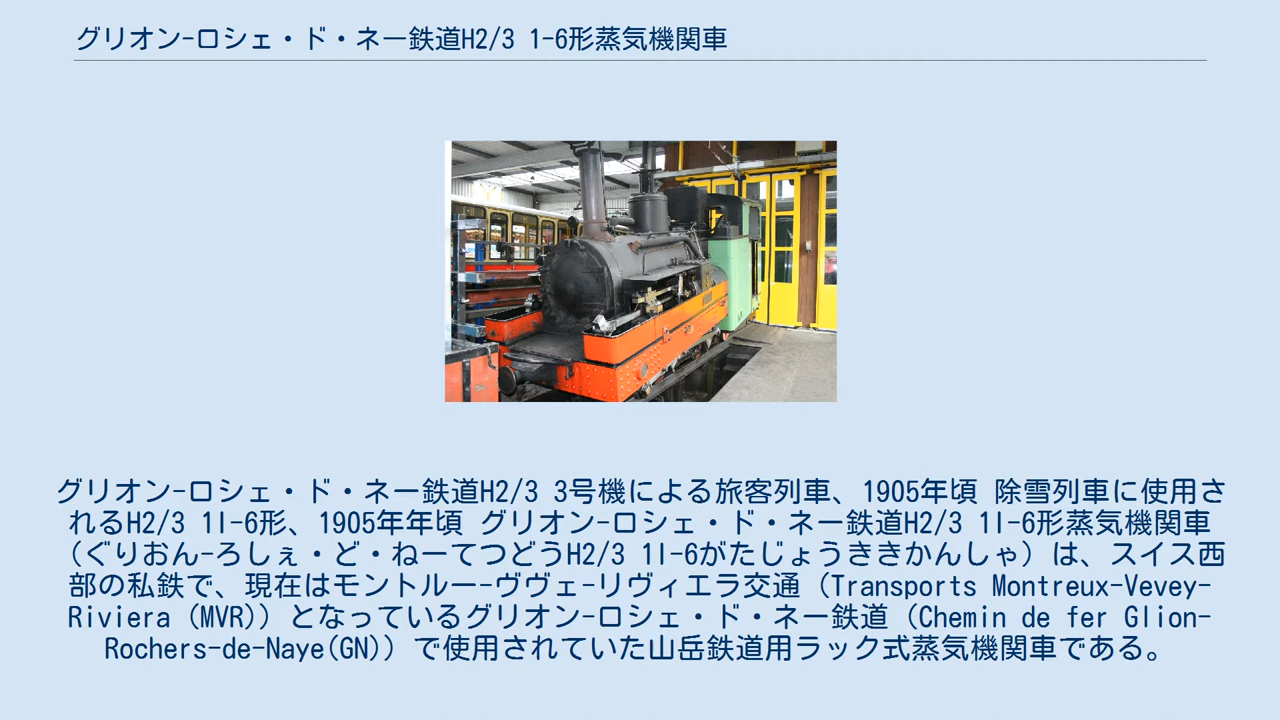 グリオン-ロシェ・ド・ネー鉄道H2/3 1-6形蒸気機関車
グリオン-ロシェ・ド・ネー鉄道H2/3 3号機による旅客列車、1905年頃 除雪列車に使用さ
れるH2/3 1I-6形、1905年年頃 グリオン-ロシェ・ド・ネー鉄道H2/3 1I-6形蒸気機関車
(ぐりおん-ろしぇ・ど・ねーてつどうH2/3 1I-6がたじょうききかんしゃ) は、スイス西
部の私鉄で、現在はモントルー-ヴヴェ-リヴィエラ交通 (Transports Montreux-Vevey-
Riviera (MVR)) となっているグリオン-ロシェ・ド・ネー鉄道 (Chemin de fer Glion-
Rochers-de-Naye(GN)) で使用されていた山岳鉄道用ラック式蒸気機関車である。